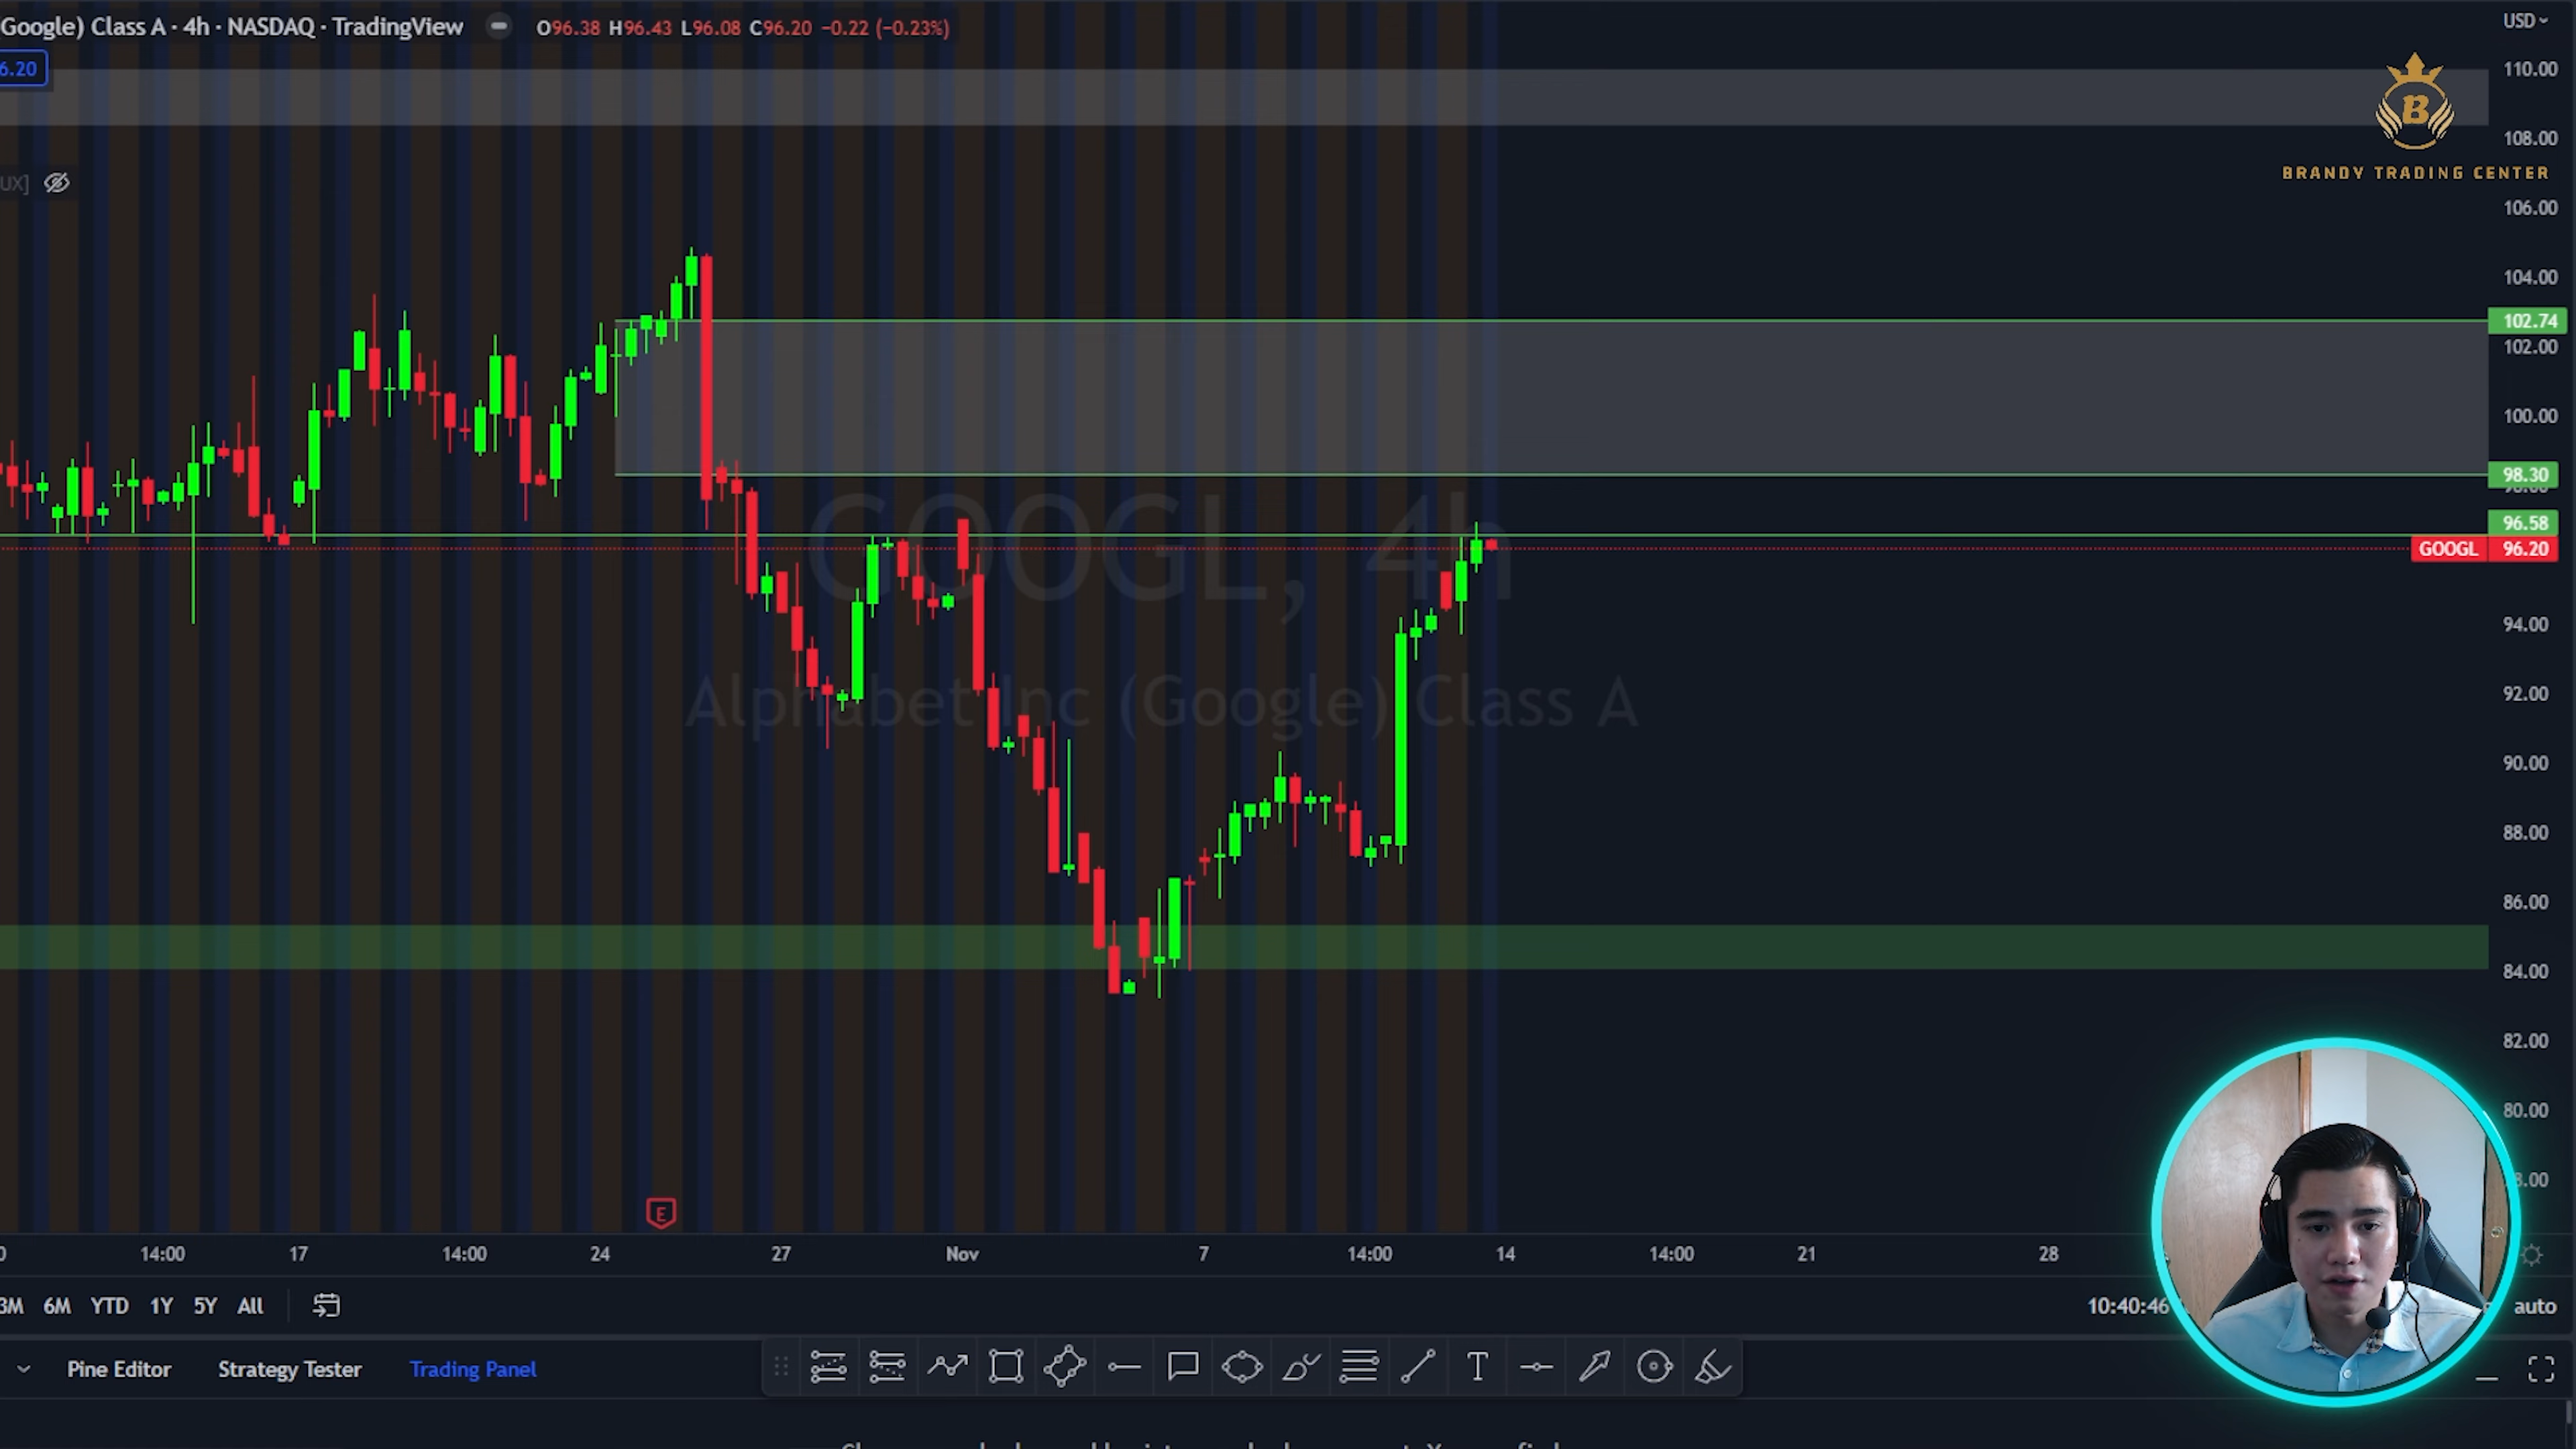 Google) Class A · 4h · NASDAQ · TradingView O96.38 H96.43 L96.08 C96.20 −0.22 (−0.23%)
USD
6.20
110.00
B
108.00
BRANDY TRADING CENTER
UX]
106.00
104.00
102.74
102.00
100.00
98.30
96.58
GOOGL 96.20
GOOGL, 4h
94.00
Alphabet Inc (Google) Class A
92.00
90.00
88.00
86.00
84.00
82.00
80.00
8.00
E
0 14:00 17 14:00 24 27 Nov 7 14:00 14 14:00 21 28
3M 6M YTD 1Y 5Y All
10:40:46
auto
Pine Editor Strategy Tester Trading Panel
T